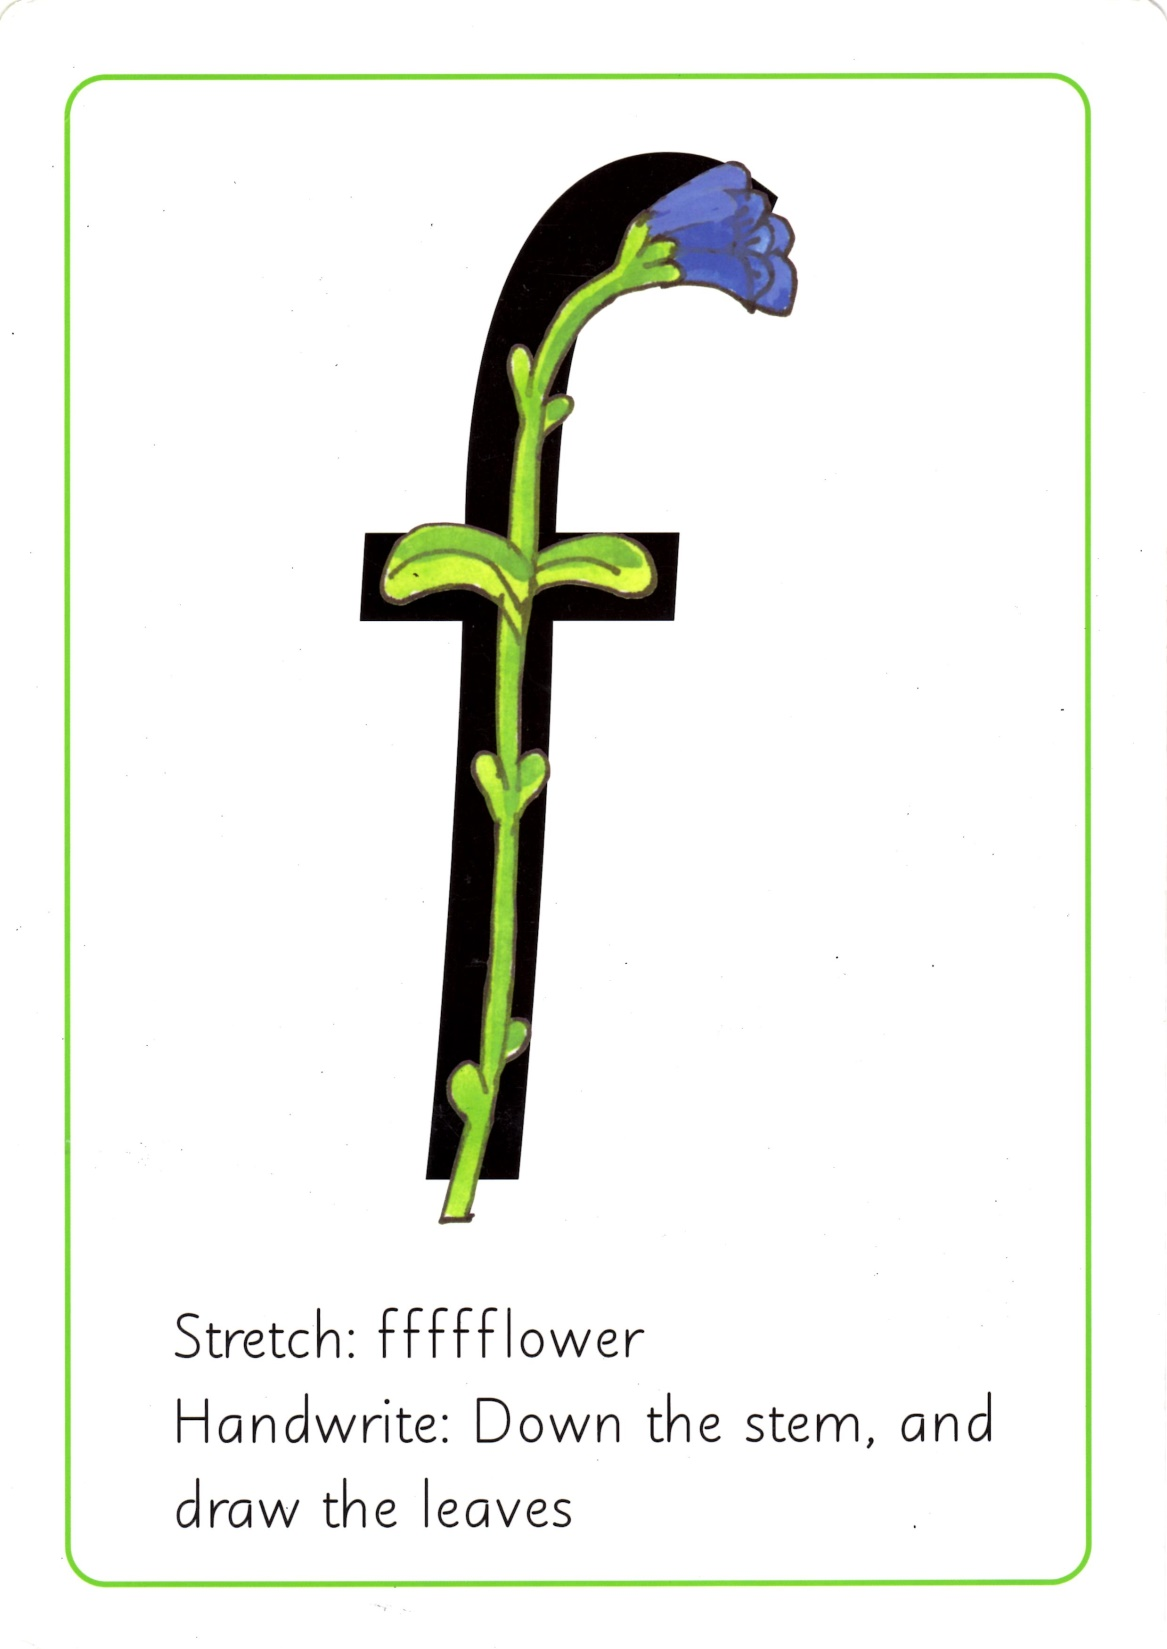 f
Stretch: ffffflower
Handwrite: Down the stem, and
draw the leaves